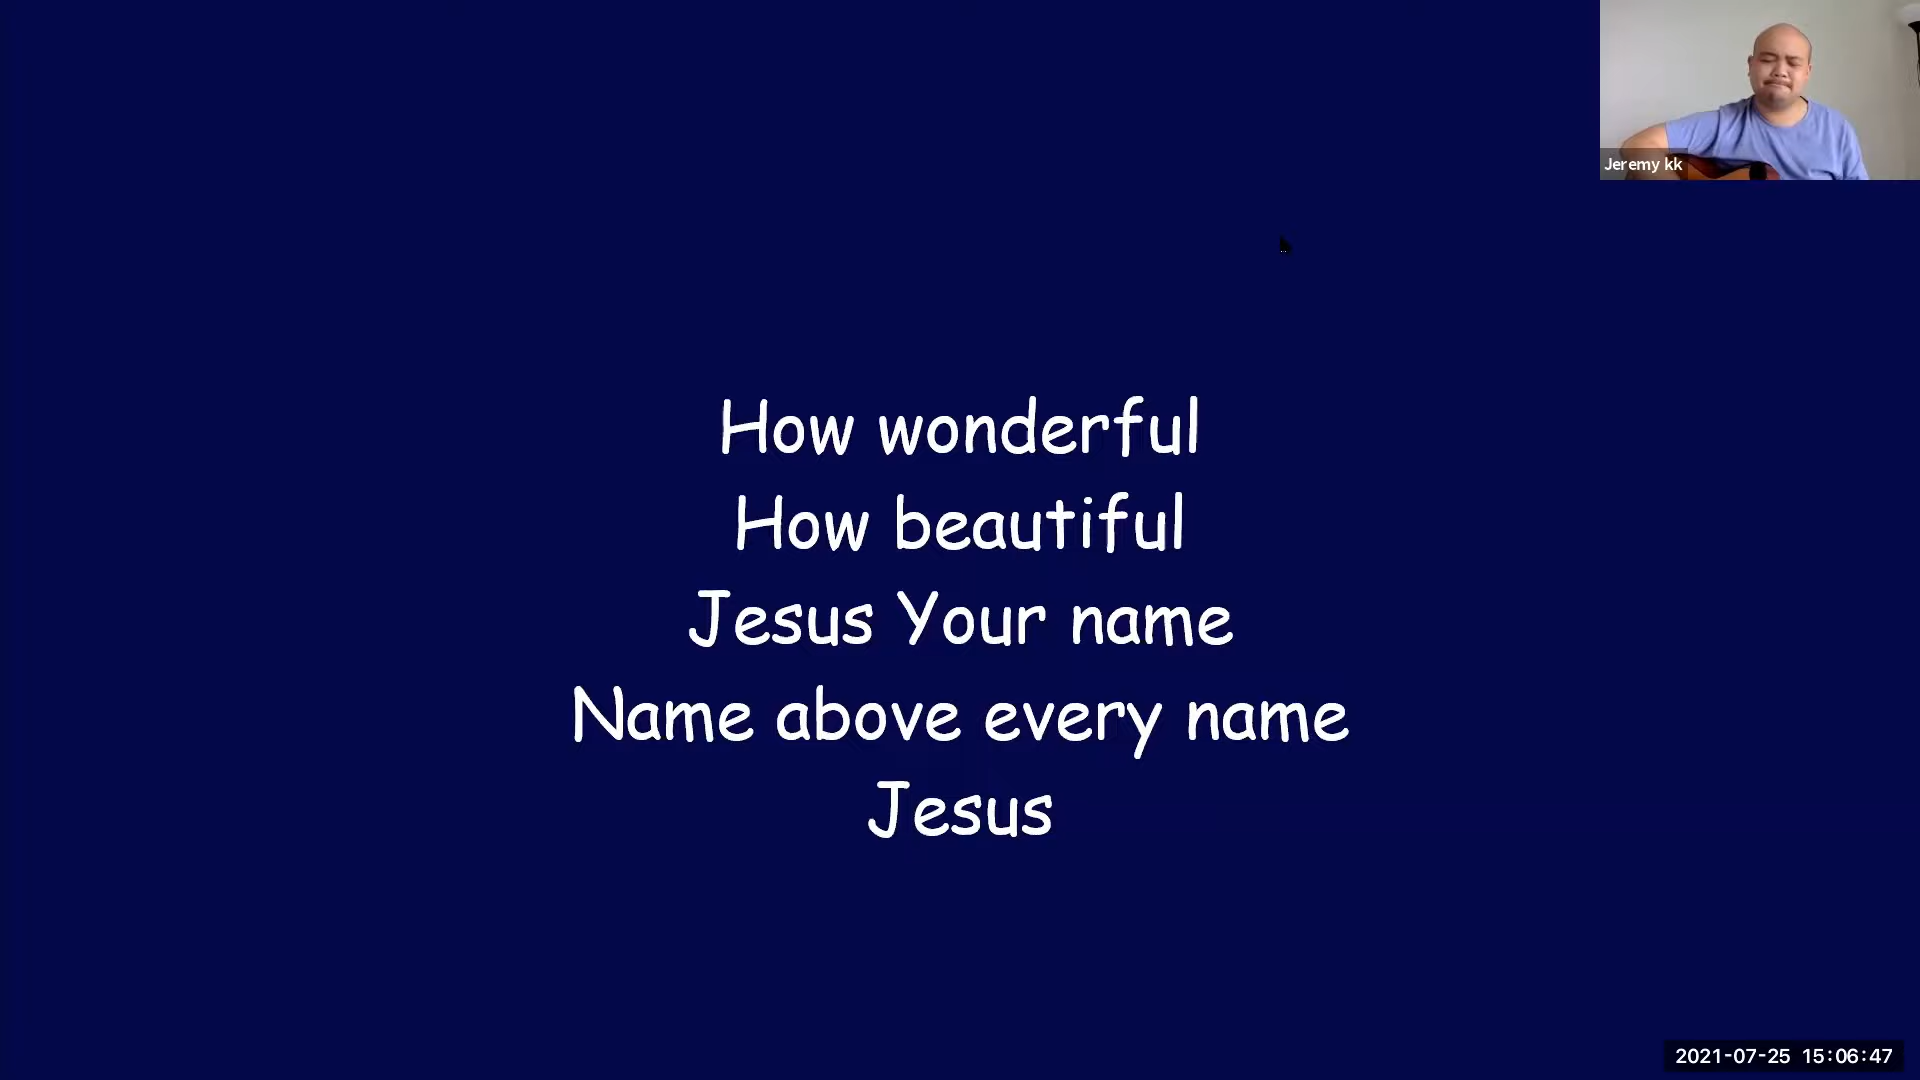 Jeremy kk
How wonderful
How beautiful
Jesus Your name
Name above every name
Jesus
2021-07-25 15:06:47